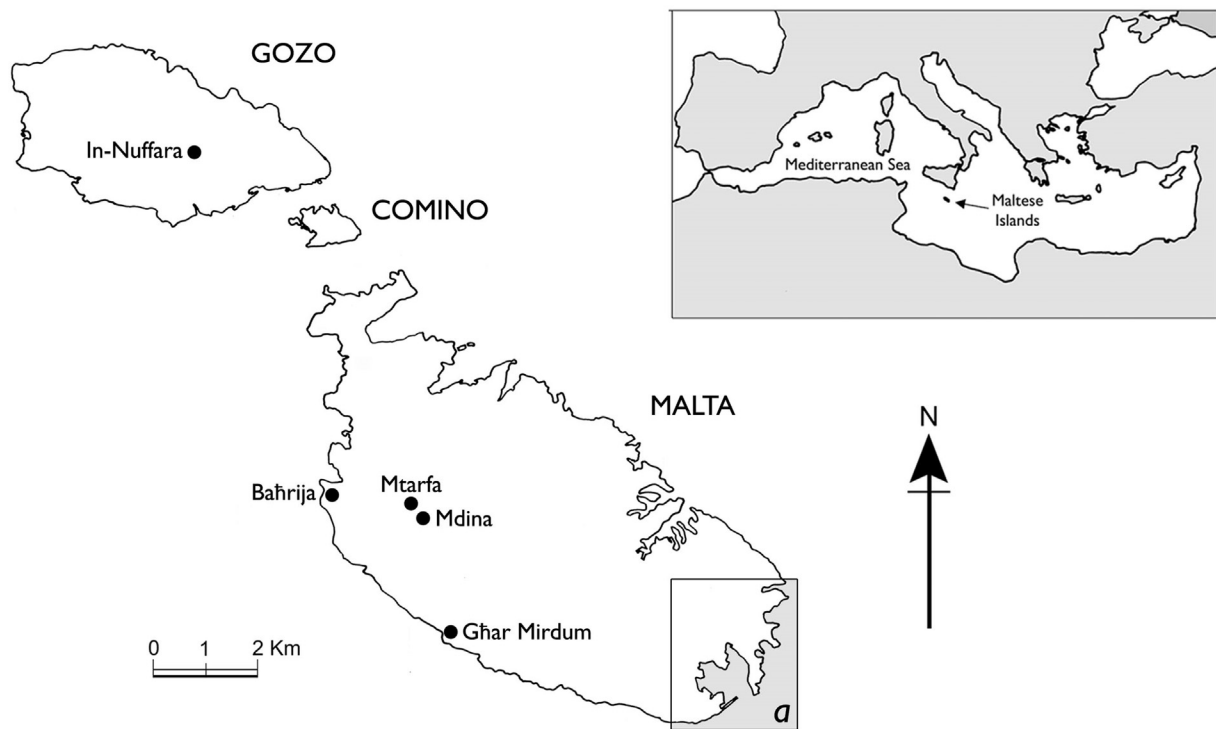 GOZO
In-Nuffara
COMINO
Mediterranean Sea
Maltese
Islands
MALTA
N
Baħrija
Mtarfa
Mdina
Għar Mirdum
0 1 2 Km
a